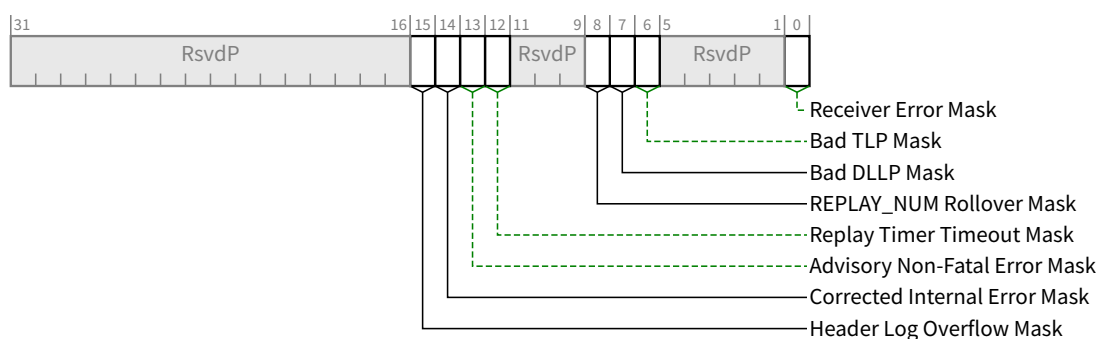 31 16 15 14 13 12 11 9 8 7 6 5 1 0
RsvdP RsvdP RsvdP
Receiver Error Mask
Bad TLP Mask
Bad DLLP Mask
REPLAY_NUM Rollover Mask
Replay Timer Timeout Mask
Advisory Non-Fatal Error Mask
Corrected Internal Error Mask
Header Log Overflow Mask